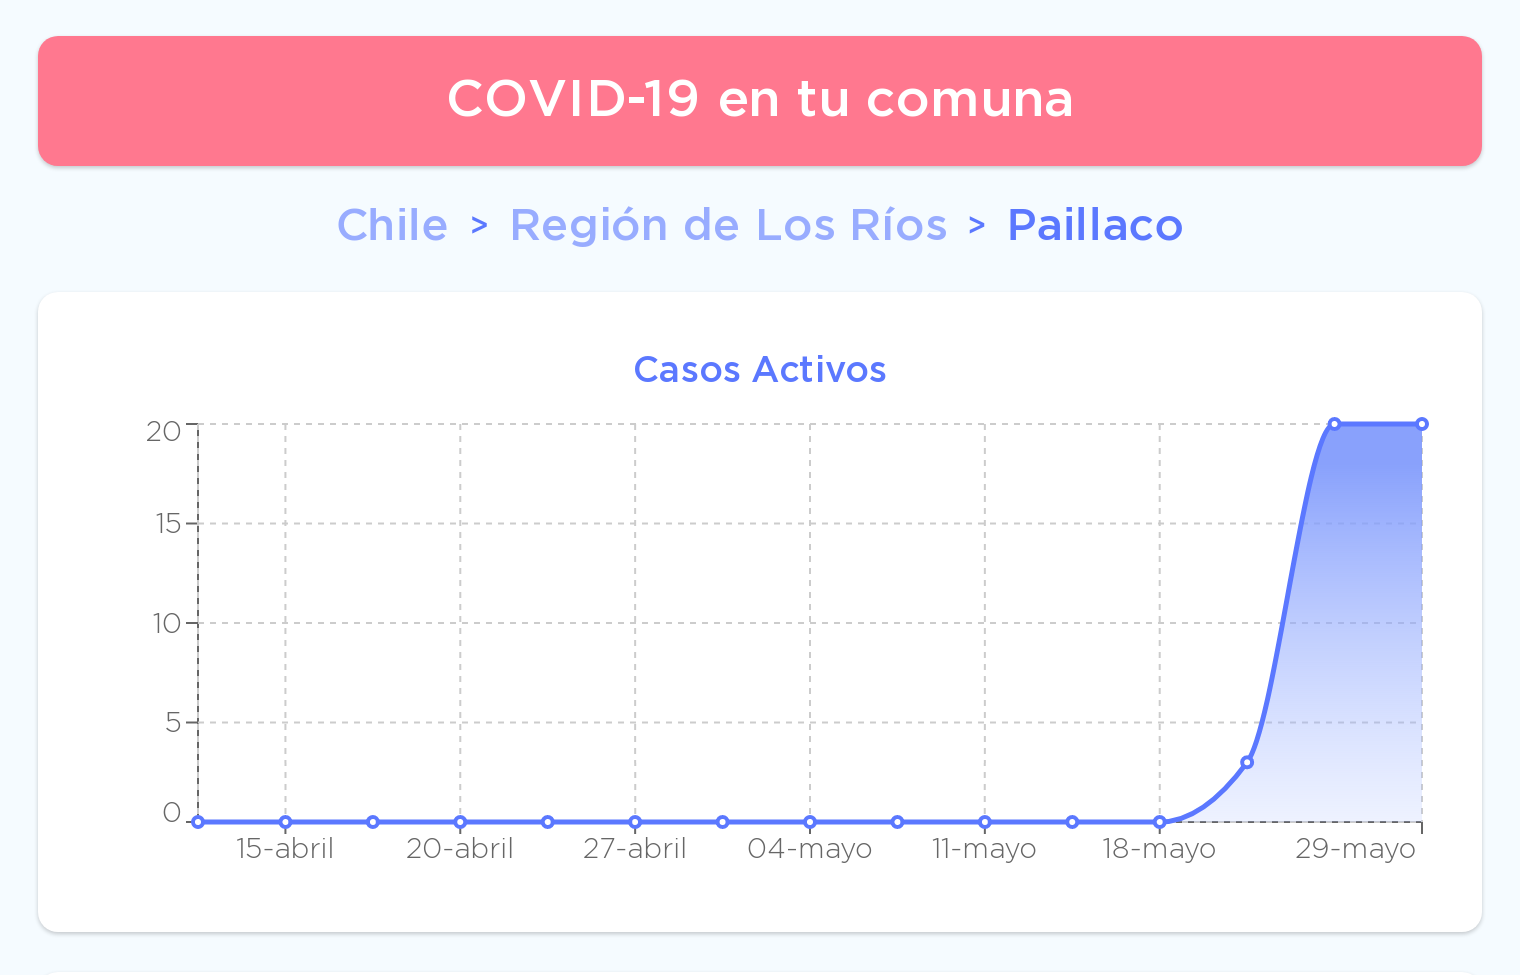 COVID-19 en tu comuna
Chile > Región de Los Ríos > Paillaco
Casos Activos
20
15
10
5
0
15-abril 20-abril 27-abril 04-mayo 11-mayo 18-mayo 29-mayo